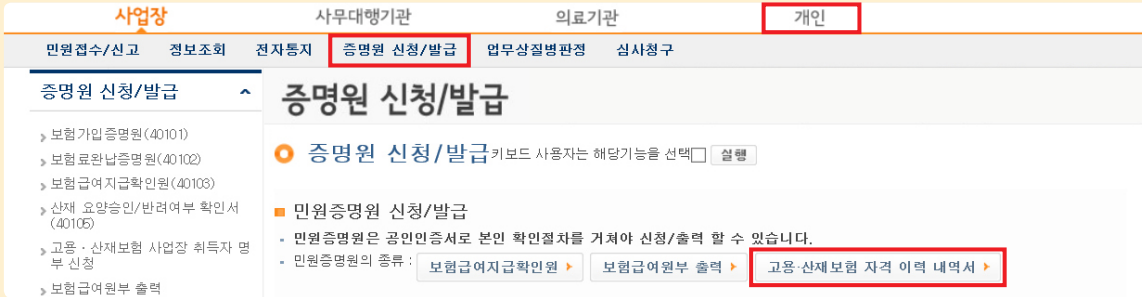 사업장 사무대행기관 의료기관 개인
민원접수/신고 정보조회 전자통지 증명원 신청/발급 업무상질병판정 심사청구
증명원 신청/발급
보험가입증명원(40101)
보험료완납증명원(40102)
보험급여지급확인원(40103)
산재 요양승인/반려여부 확인서
(40105)
고용·산재보험 사업장 취득자 명
부 신청
보험급여원부 출력
증명원 신청/발급
증명원 신청/발급키보드 사용자는 해당기능을 선택 실행
민원증명원 신청/발급
- 민원증명원은 공인인증서로 본인 확인절차를 거쳐야 신청/출력 할 수 있습니다.
- 민원증명원의 종류 : 보험급여지급확인원 보험급여원부 출력 고용·산재보험 자격 이력 내역서